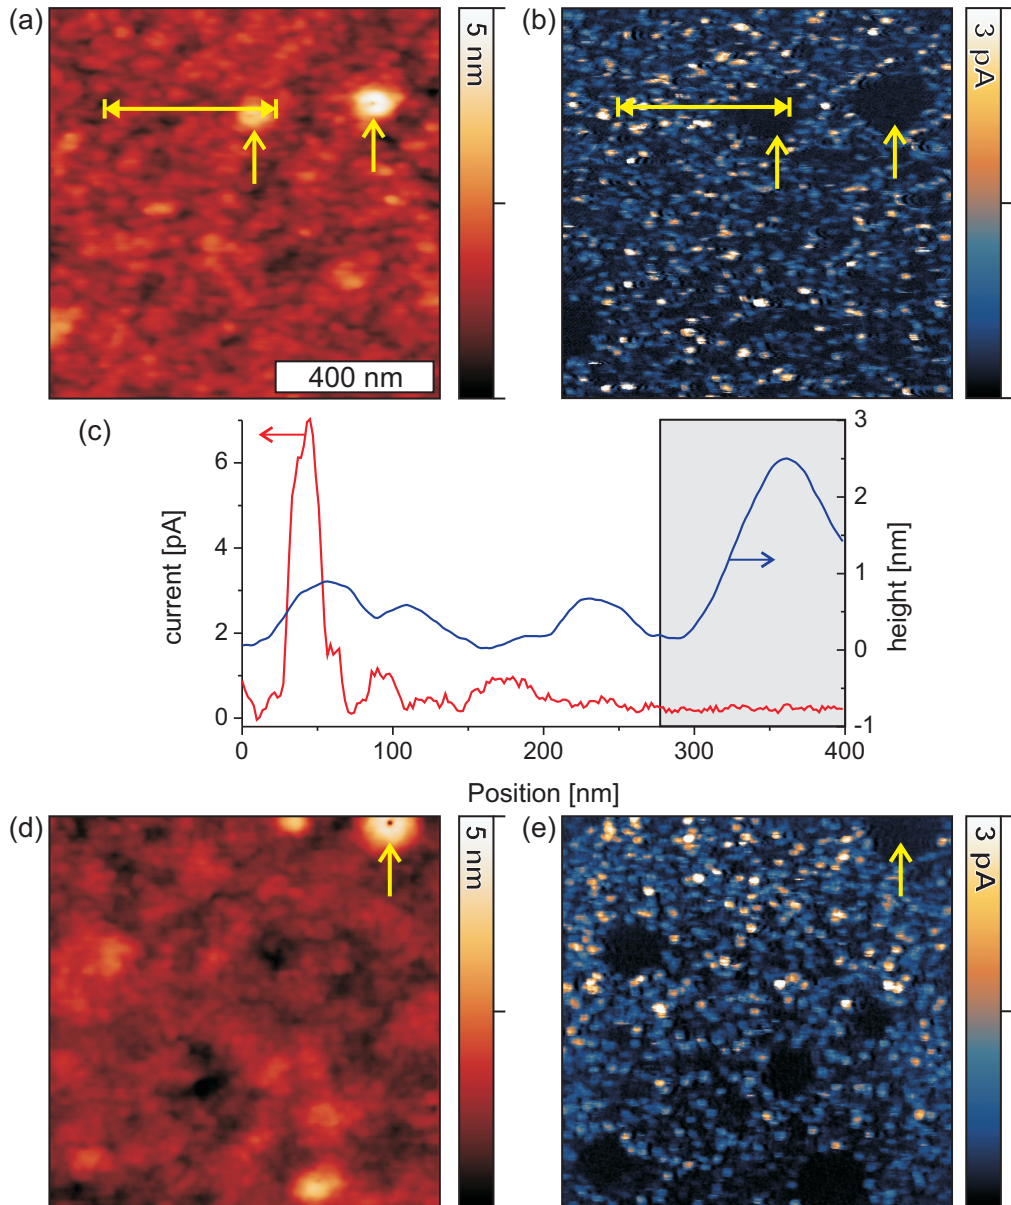 (a)
5 nm
400 nm
(b)
3 pA
(c)
current [pA]
6
4
2
0
3
2
1
0
-1
height [nm]
0
100
200
300
400
Position [nm]
(d)
5 nm
(e)
3 pA